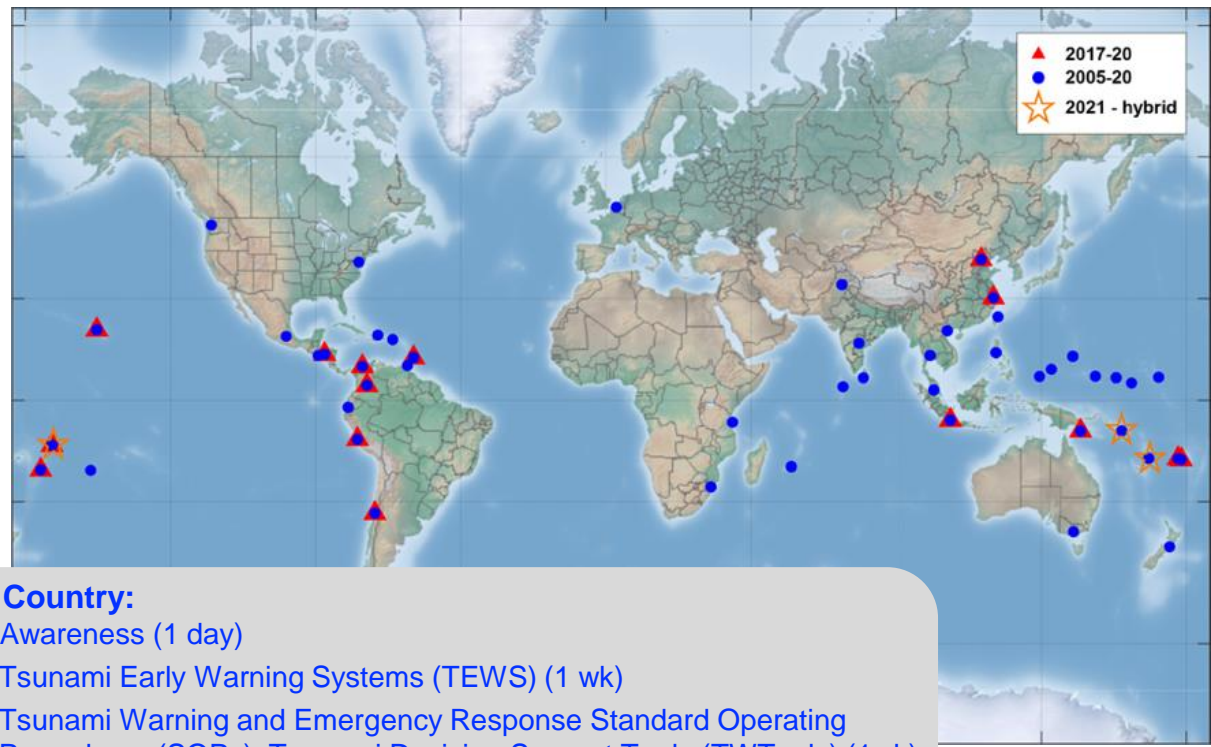 2017-20
2005-20
2021 - hybrid
Country:
Awareness (1 day)
Tsunami Early Warning Systems (TEWS) (1 wk)
Tsunami Warning and Emergency Response Standard Operating